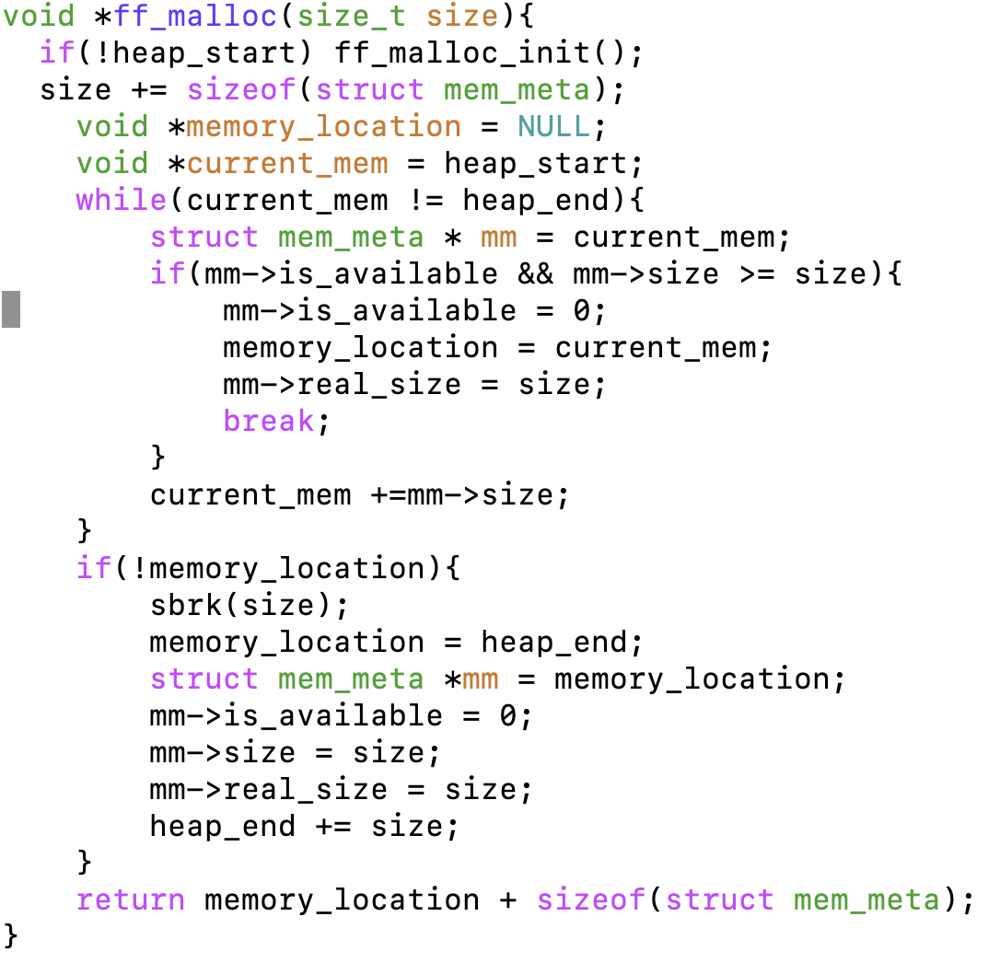 void *ff_malloc(size_t size){
  if(!heap_start) ff_malloc_init();
  size += sizeof(struct mem_meta);
    void *memory_location = NULL;
    void *current_mem = heap_start;
    while(current_mem != heap_end){
        struct mem_meta * mm = current_mem;
        if(mm->is_available && mm->size >= size){
            mm->is_available = 0;
            memory_location = current_mem;
            mm->real_size = size;
            break;
        }
        current_mem +=mm->size;
    }
    if(!memory_location){
        sbrk(size);
        memory_location = heap_end;
        struct mem_meta *mm = memory_location;
        mm->is_available = 0;
        mm->size = size;
        mm->real_size = size;
        heap_end += size;
    }
    return memory_location + sizeof(struct mem_meta);
}